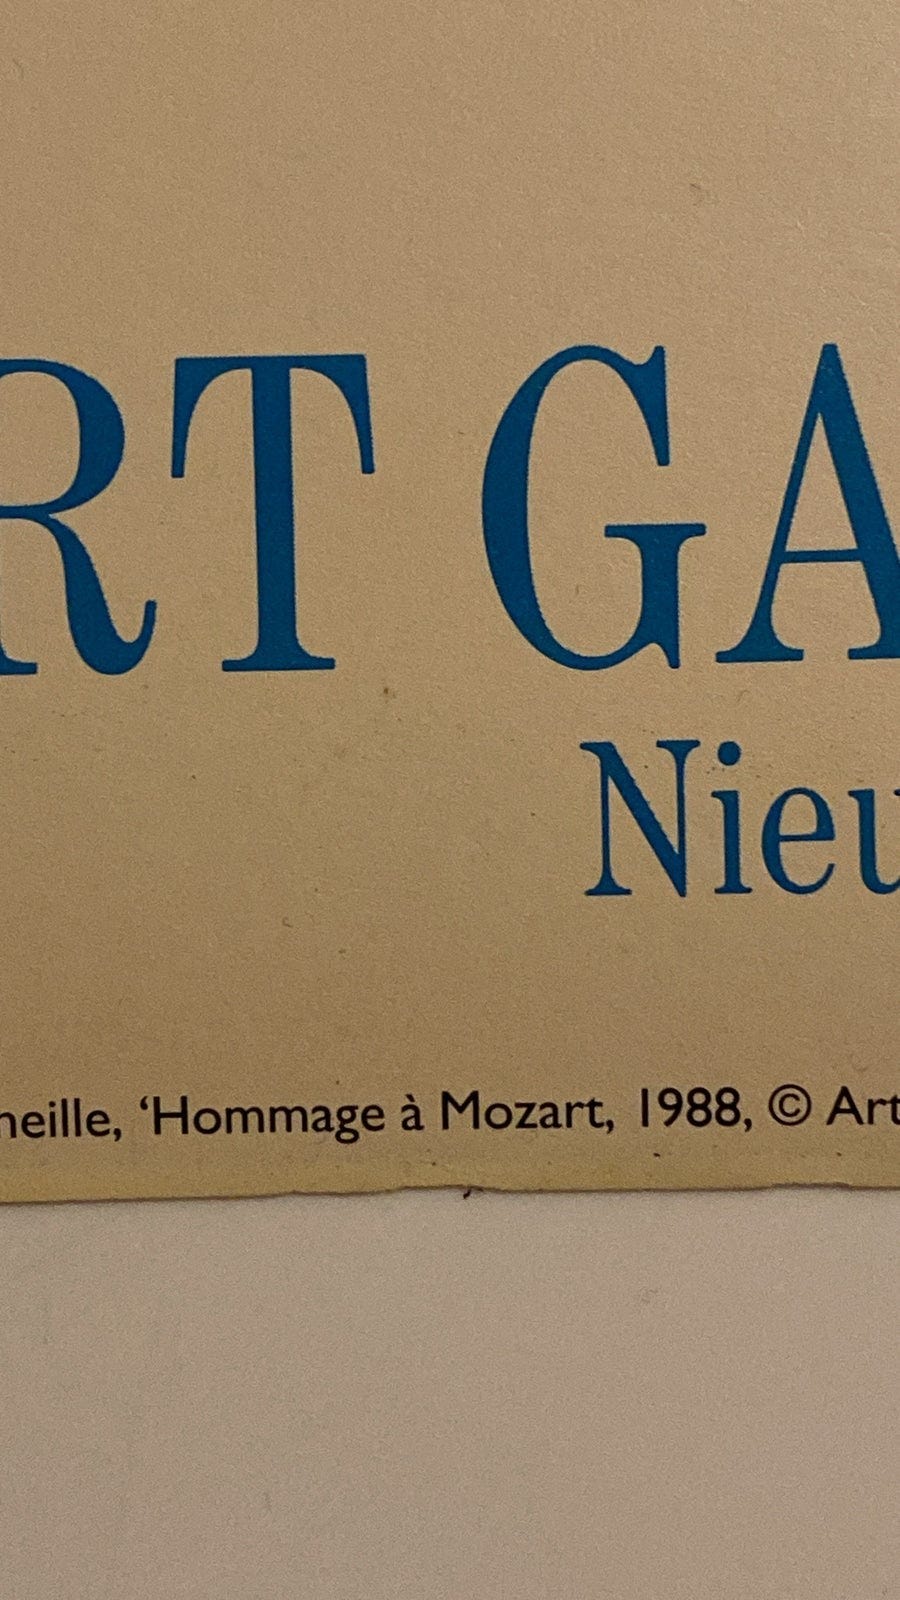 RT GA
Nieu
neille, ‘Hommage à Mozart, 1988, © Art